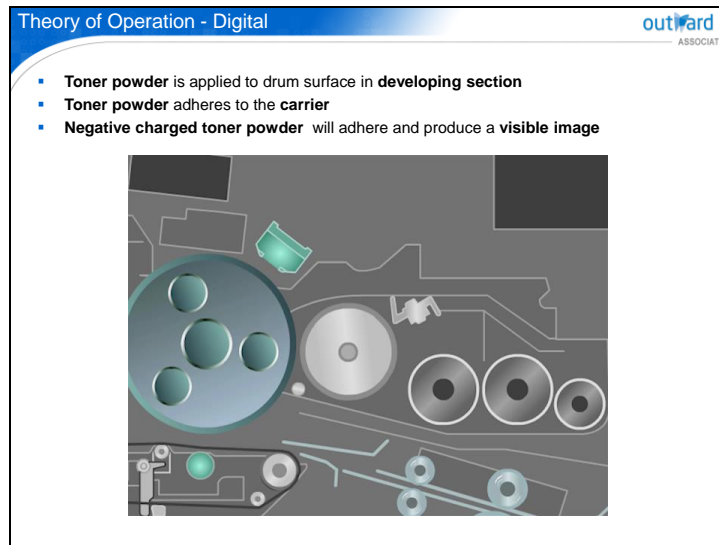 Theory of Operation - Digital
outward
ASSOCIAT
Toner powder is applied to drum surface in developing section
Toner powder adheres to the carrier
Negative charged toner powder will adhere and produce a visible image